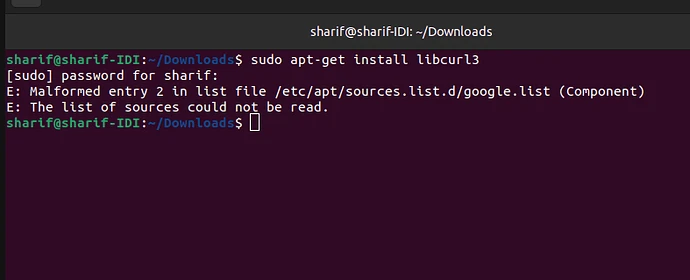 sharif@sharif-IDI: ~/Downloads
sharif@sharif-IDI:~/Downloads$ sudo apt-get install libcurl3
[sudo] password for sharif:
E: Malformed entry 2 in list file /etc/apt/sources.list.d/google.list (Component)
E: The list of sources could not be read.
sharif@sharif-IDI:~/Downloads$